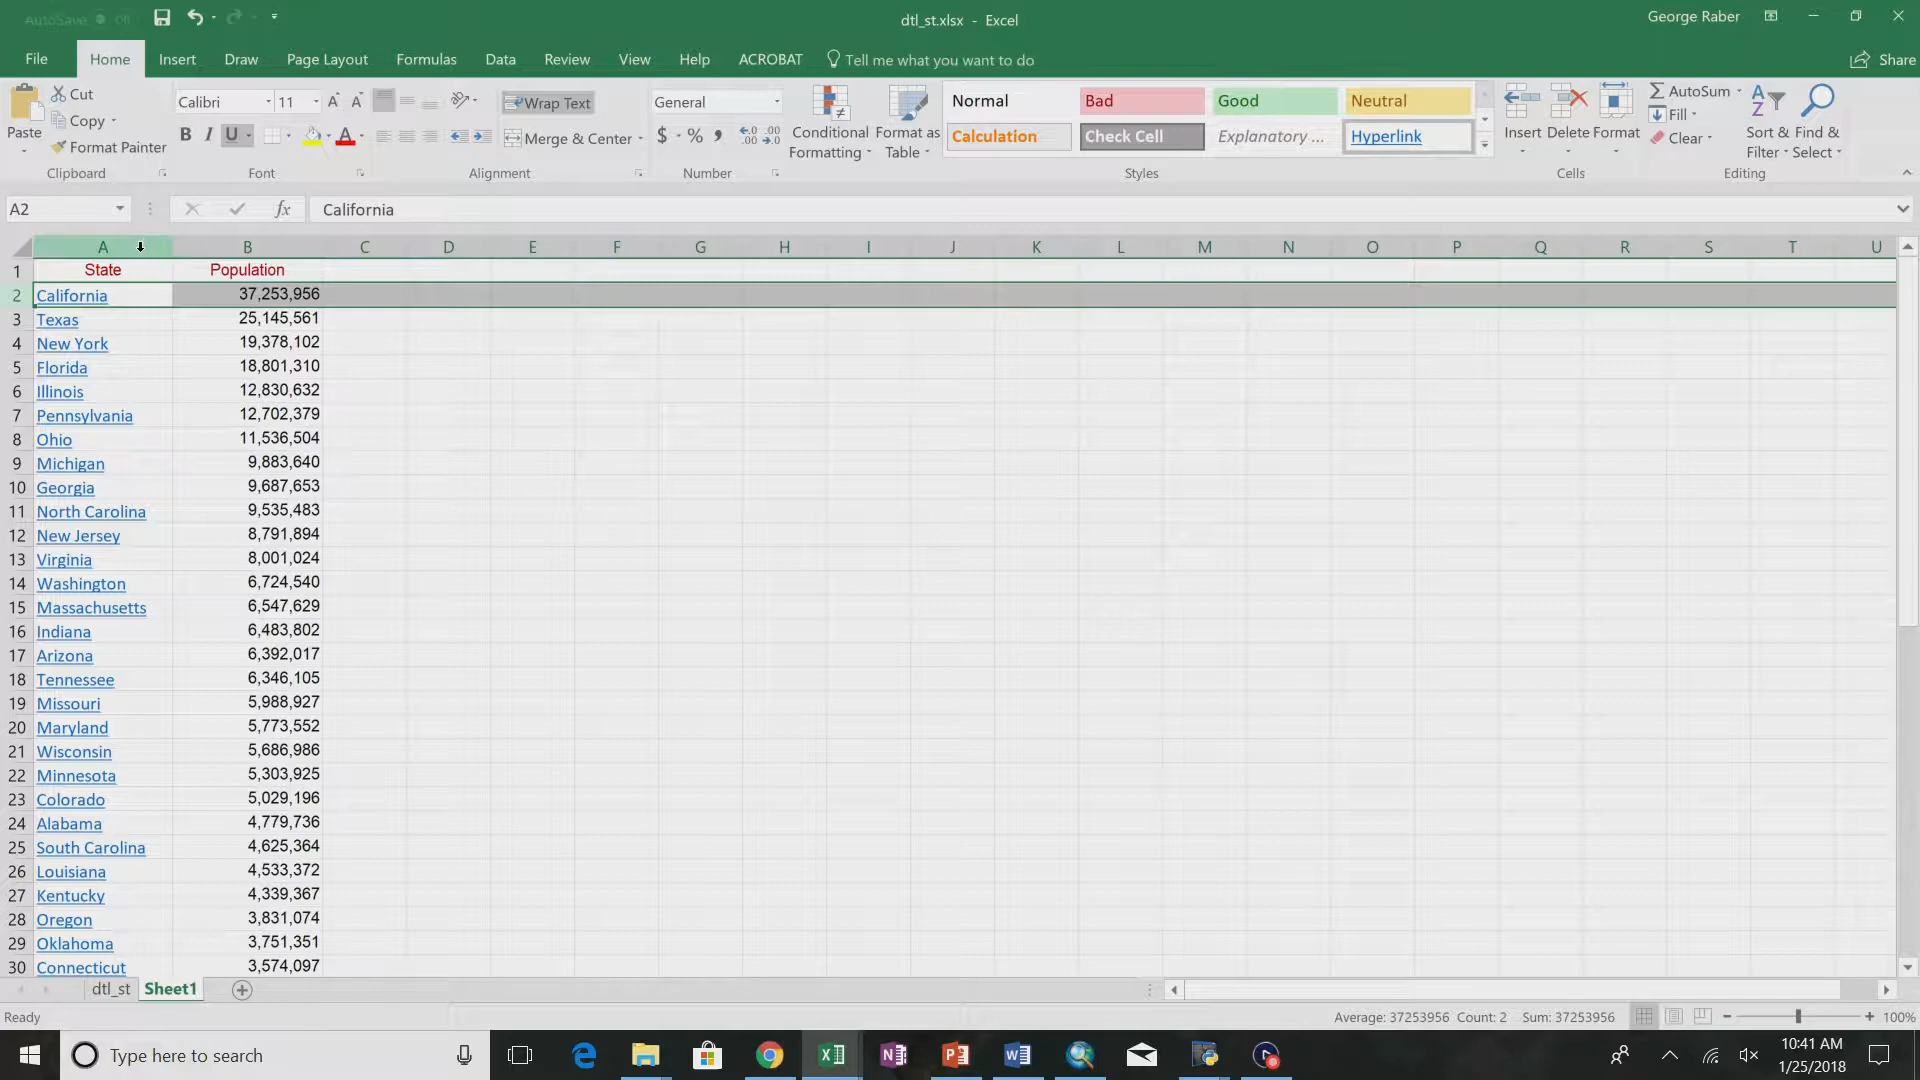 AutoSave Off
dtl_st.xlsx - Excel
George Raber
File Home Insert Draw Page Layout Formulas Data Review View Help ACROBAT Tell me what you want to do Share
Cut
Copy
Format Painter
Paste
Clipboard
Calibri 11
B I U
Font
Wrap Text
Merge & Center
Alignment
General
$ % ,
Number
Conditional Formatting
Format as Table
Normal Bad Good Neutral
Calculation Check Cell Explanatory ... Hyperlink
Styles
Insert Delete Format
Cells
AutoSum
Fill
Clear
Sort & Filter
Find & Select
Editing
A2 fx California
A B C D E F G H I J K L M N O P Q R S T U
1 State Population
2 California 37,253,956
3 Texas 25,145,561
4 New York 19,378,102
5 Florida 18,801,310
6 Illinois 12,830,632
7 Pennsylvania 12,702,379
8 Ohio 11,536,504
9 Michigan 9,883,640
10 Georgia 9,687,653
11 North Carolina 9,535,483
12 New Jersey 8,791,894
13 Virginia 8,001,024
14 Washington 6,724,540
15 Massachusetts 6,547,629
16 Indiana 6,483,802
17 Arizona 6,392,017
18 Tennessee 6,346,105
19 Missouri 5,988,927
20 Maryland 5,773,552
21 Wisconsin 5,686,986
22 Minnesota 5,303,925
23 Colorado 5,029,196
24 Alabama 4,779,736
25 South Carolina 4,625,364
26 Louisiana 4,533,372
27 Kentucky 4,339,367
28 Oregon 3,831,074
29 Oklahoma 3,751,351
30 Connecticut 3,574,097
dtl_st Sheet1
Ready Average: 37253956 Count: 2 Sum: 37253956 100%
Type here to search
10:41 AM
1/25/2018